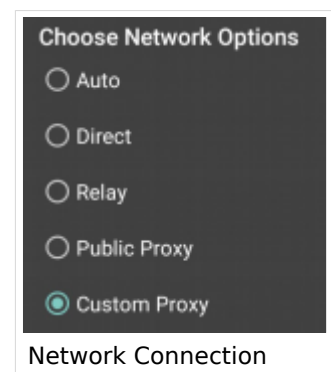 Choose Network Options
Auto
Direct
Relay
Public Proxy
Custom Proxy
Network Connection